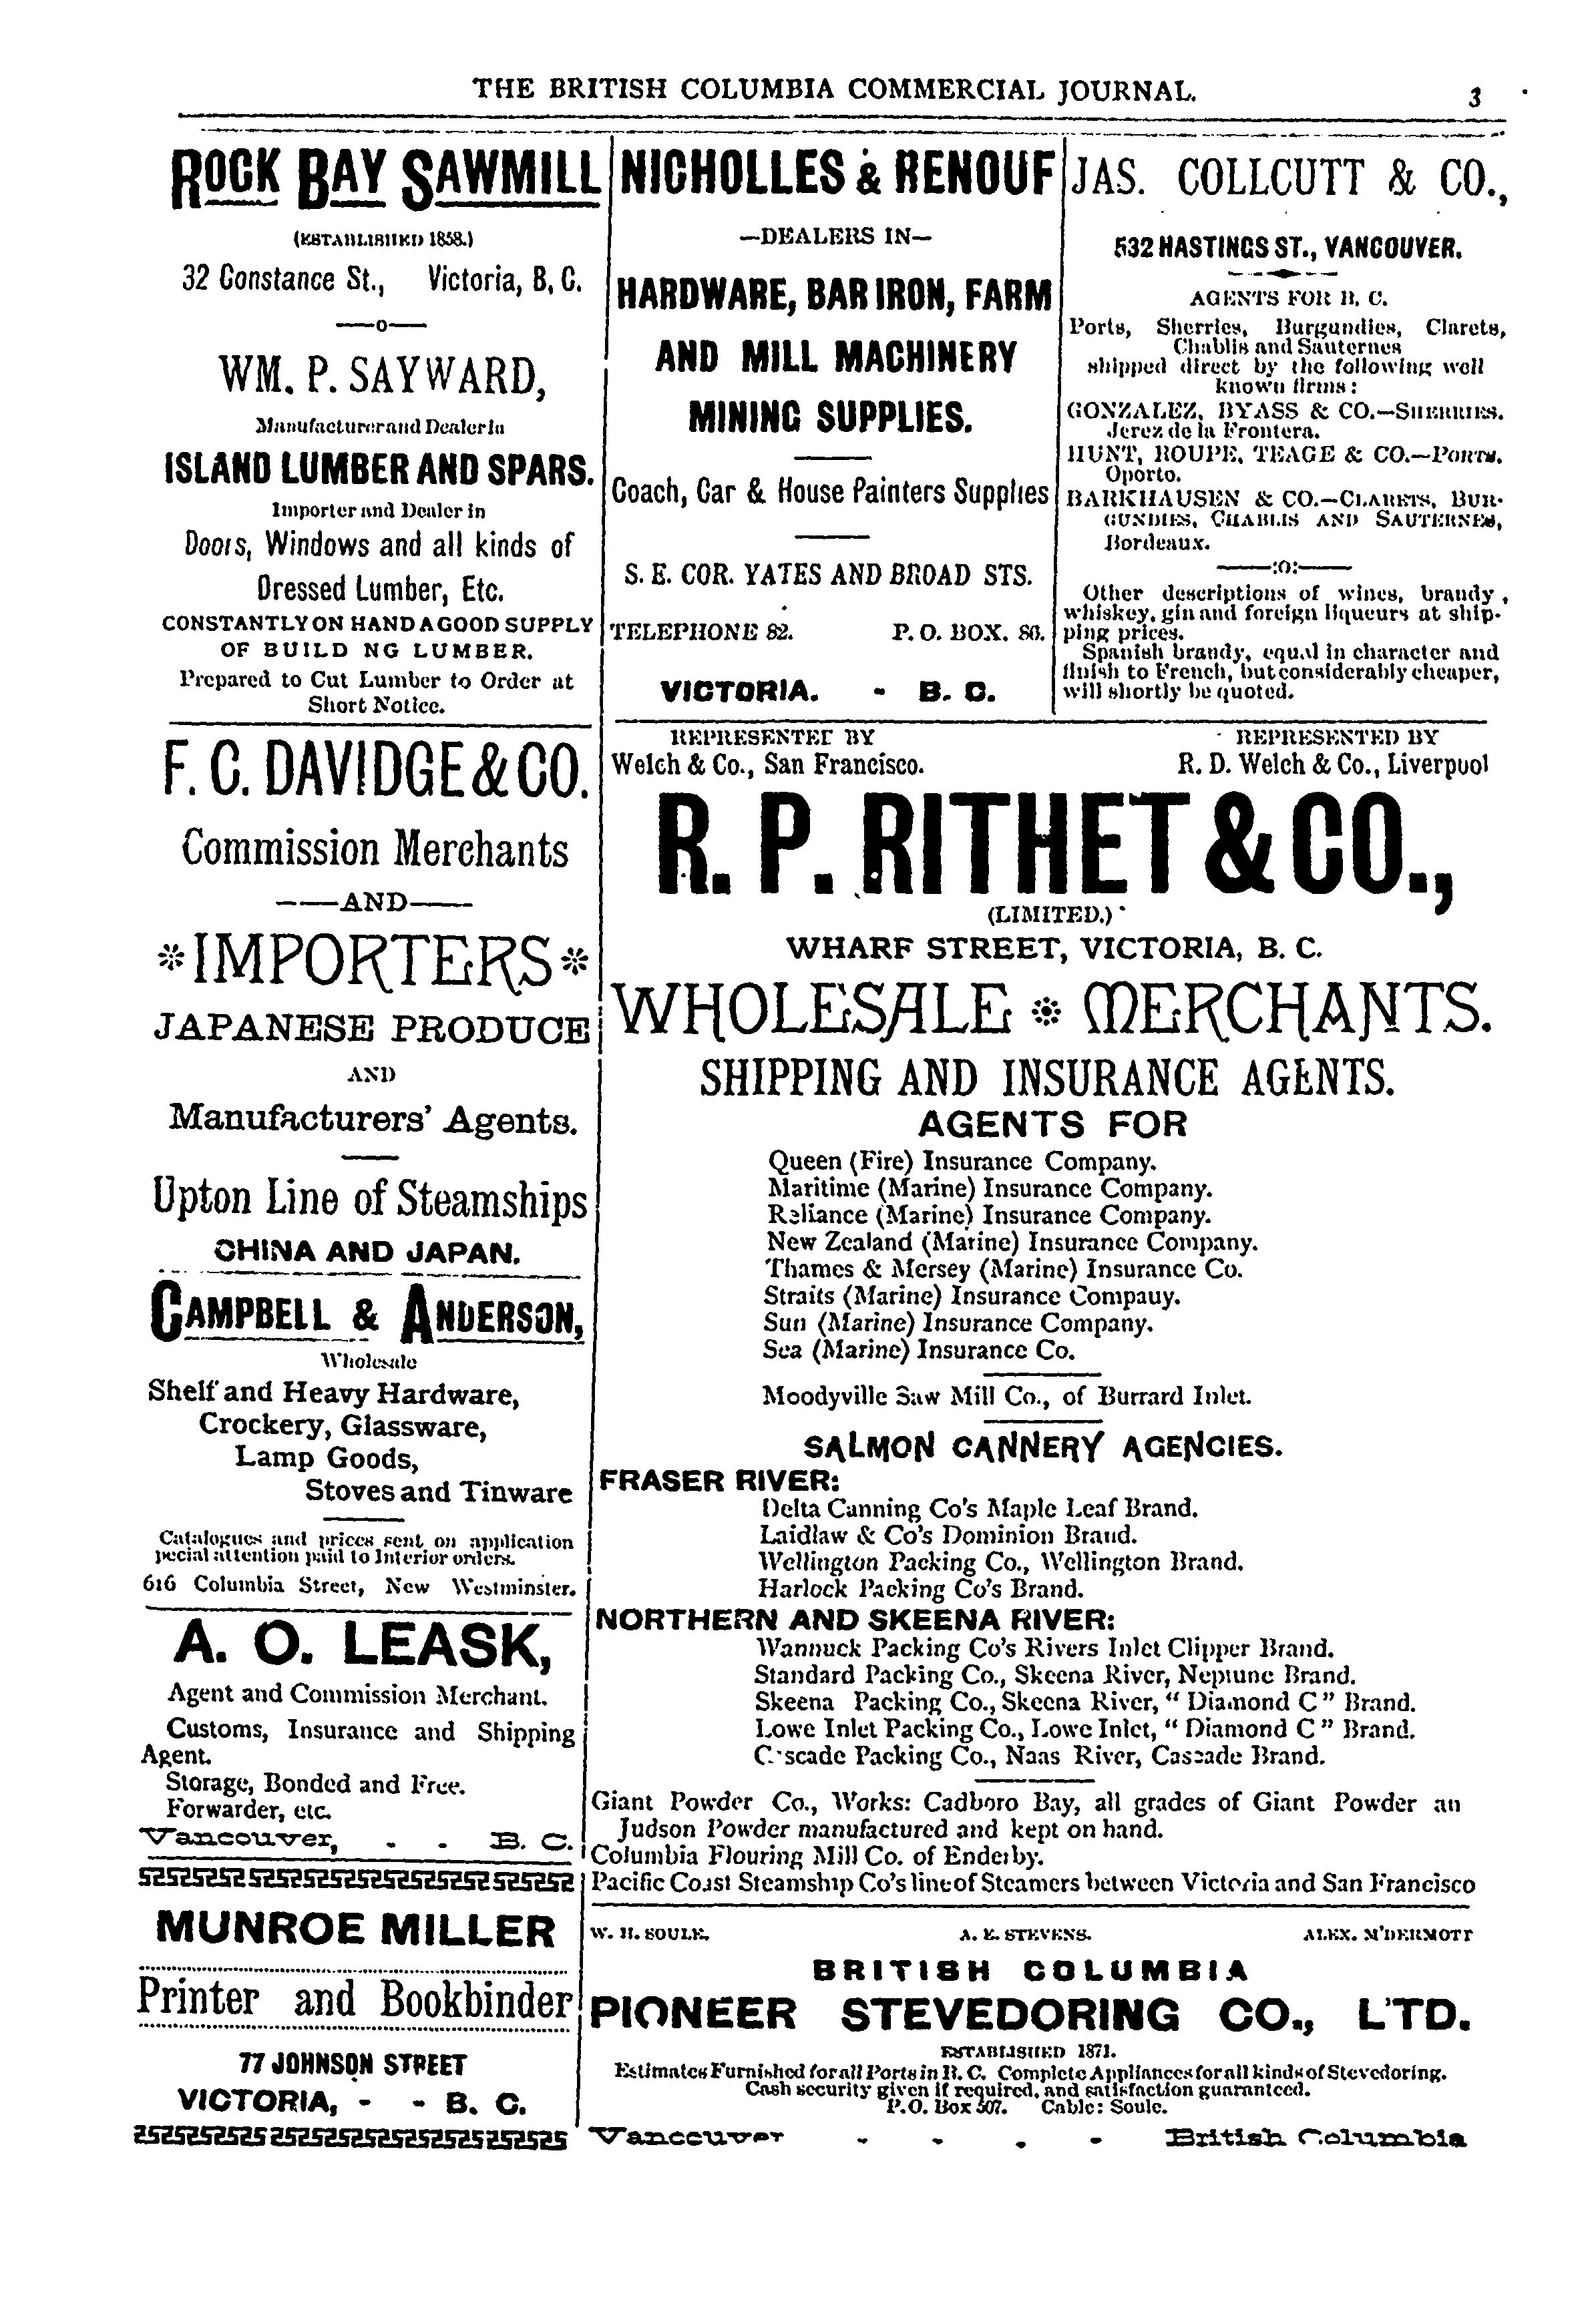 THE BRITISH COLUMBIA COMMERCIAL JOURNAL. 3
ROCK BAY SAWMILL
(ESTABLISHED 1858.)
32 Constance St., Victoria, B. C.
—o—
WM. P. SAYWARD,
Manufacturer and Dealer in
ISLAND LUMBER AND SPARS.
Importer and Dealer in
Doors, Windows and all kinds of
Dressed Lumber, Etc.
CONSTANTLY ON HAND A GOOD SUPPLY
OF BUILD NG LUMBER.
Prepared to Cut Lumber to Order at
Short Notice.
F. C. DAVIDGE & CO.
Commission Merchants
——AND——
IMPORTERS
JAPANESE PRODUCE
AND
Manufacturers' Agents.
Upton Line of Steamships
CHINA AND JAPAN.
CAMPBELL & ANDERSON,
Wholesale
Shelf and Heavy Hardware,
Crockery, Glassware,
Lamp Goods,
Stoves and Tinware
Catalogues and prices sent on application
pecial attention paid to Interior orders.
616 Columbia Street, New Westminster.
A. O. LEASK,
Agent and Commission Merchant.
Customs, Insurance and Shipping
Agent.
Storage, Bonded and Free.
Forwarder, etc.
Vancouver, - - B. C.
MUNROE MILLER
Printer and Bookbinder
77 JOHNSON STREET
VICTORIA, - - B. C.
NICHOLLES & RENOUF
—DEALERS IN—
HARDWARE, BAR IRON, FARM
AND MILL MACHINERY
MINING SUPPLIES.
Coach, Car & House Painters Supplies
S. E. COR. YATES AND BROAD STS.
TELEPHONE 82. P. O. BOX. 86.
VICTORIA. - B. C.
JAS. COLLCUTT & CO.,
532 HASTINGS ST., VANCOUVER.
AGENTS FOR B. C.
Ports, Sherries, Burgundies, Clarets,
Chablis and Sauternes
shipped direct by the following well
known firms:
GONZALEZ, BYASS & CO.—SHERRIES.
Jerez de la Frontera.
HUNT, ROUPE, TEAGE & CO.—PORTS.
Oporto.
BARKHAUSEN & CO.—CLARETS, BUR-
GUNDIES, CHABLIS AND SAUTERNES,
Bordeaux.
——:o:——
Other descriptions of wines, brandy,
whiskey, gin and foreign liqueurs at ship-
ping prices.
Spanish brandy, equal in character and
finish to French, but considerably cheaper,
will shortly be quoted.
REPRESENTED BY REPRESENTED BY
Welch & Co., San Francisco. R. D. Welch & Co., Liverpool
R. P. RITHET & CO.,
(LIMITED.)
WHARF STREET, VICTORIA, B. C.
WHOLESALE MERCHANTS.
SHIPPING AND INSURANCE AGENTS.
AGENTS FOR
Queen (Fire) Insurance Company.
Maritime (Marine) Insurance Company.
Reliance (Marine) Insurance Company.
New Zealand (Marine) Insurance Company.
Thames & Mersey (Marine) Insurance Co.
Straits (Marine) Insurance Compauy.
Sun (Marine) Insurance Company.
Sea (Marine) Insurance Co.
Moodyville Saw Mill Co., of Burrard Inlet.
SALMON CANNERY AGENCIES.
FRASER RIVER:
Delta Canning Co's Maple Leaf Brand.
Laidlaw & Co's Dominion Brand.
Wellington Packing Co., Wellington Brand.
Harlock Packing Co's Brand.
NORTHERN AND SKEENA RIVER:
Wannuck Packing Co's Rivers Inlet Clipper Brand.
Standard Packing Co., Skeena River, Neptune Brand.
Skeena Packing Co., Skeena River, "Diamond C" Brand.
Lowe Inlet Packing Co., Lowe Inlet, "Diamond C" Brand.
Cascade Packing Co., Naas River, Cascade Brand.
Giant Powder Co., Works: Cadboro Bay, all grades of Giant Powder an
Judson Powder manufactured and kept on hand.
Columbia Flouring Mill Co. of Enderby.
Pacific Coast Steamship Co's line of Steamers between Victoria and San Francisco
W. H. SOULE. A. E. STEVENS. ALEX. M'DERMOTT
BRITISH COLUMBIA
PIONEER STEVEDORING CO., L'TD.
ESTABLISHED 1871.
Estimates Furnished for all Ports in B. C. Complete Appliances for all kinds of Stevedoring.
Cash security given if required, and satisfaction guaranteed.
P.O. Box 507. Cable: Soule.
Vancouver - - - - British Columbia